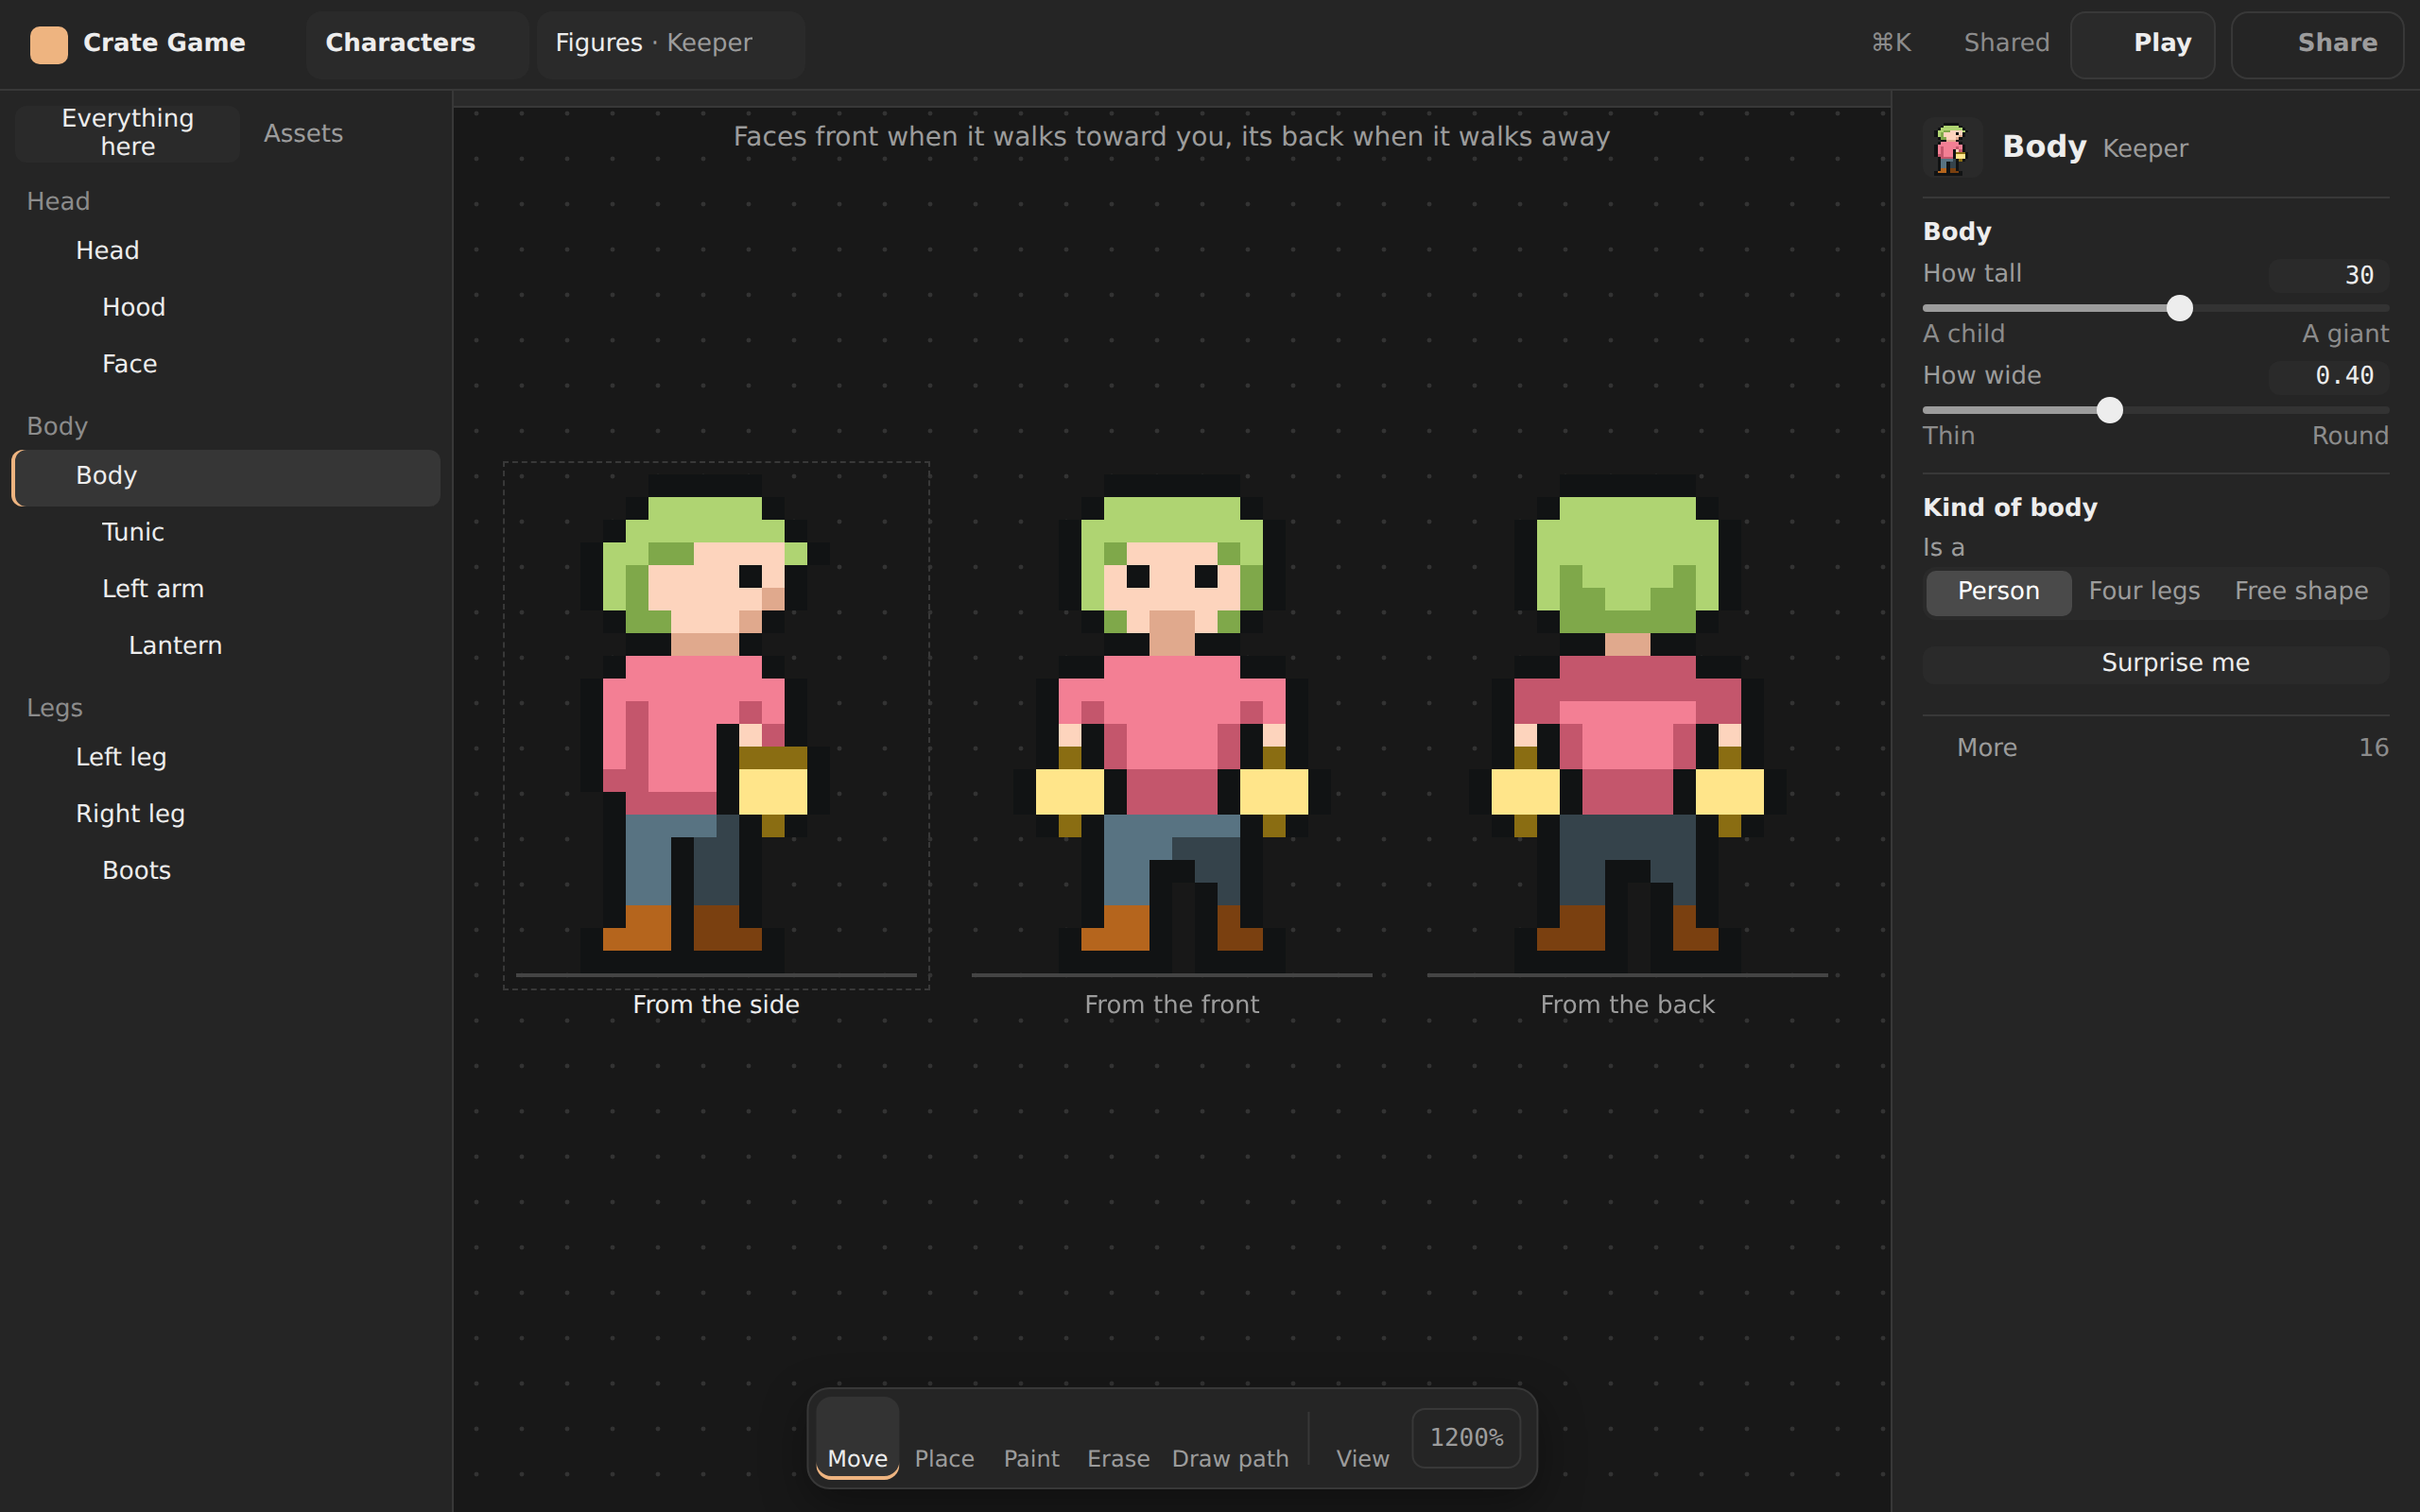 Crate Game
Characters
Figures · Keeper
⌘K
Shared
Play
Share
Everything
here
Assets
Head
Head
Hood
Face
Body
Body
Tunic
Left arm
Lantern
Legs
Left leg
Right leg
Boots
Faces front when it walks toward you, its back when it walks away
From the side
From the front
From the back
Move
Place
Paint
Erase
Draw path
View
1200%
Body Keeper
Body
How tall
30
A child
A giant
How wide
0.40
Thin
Round
Kind of body
Is a
Person
Four legs
Free shape
Surprise me
More
16